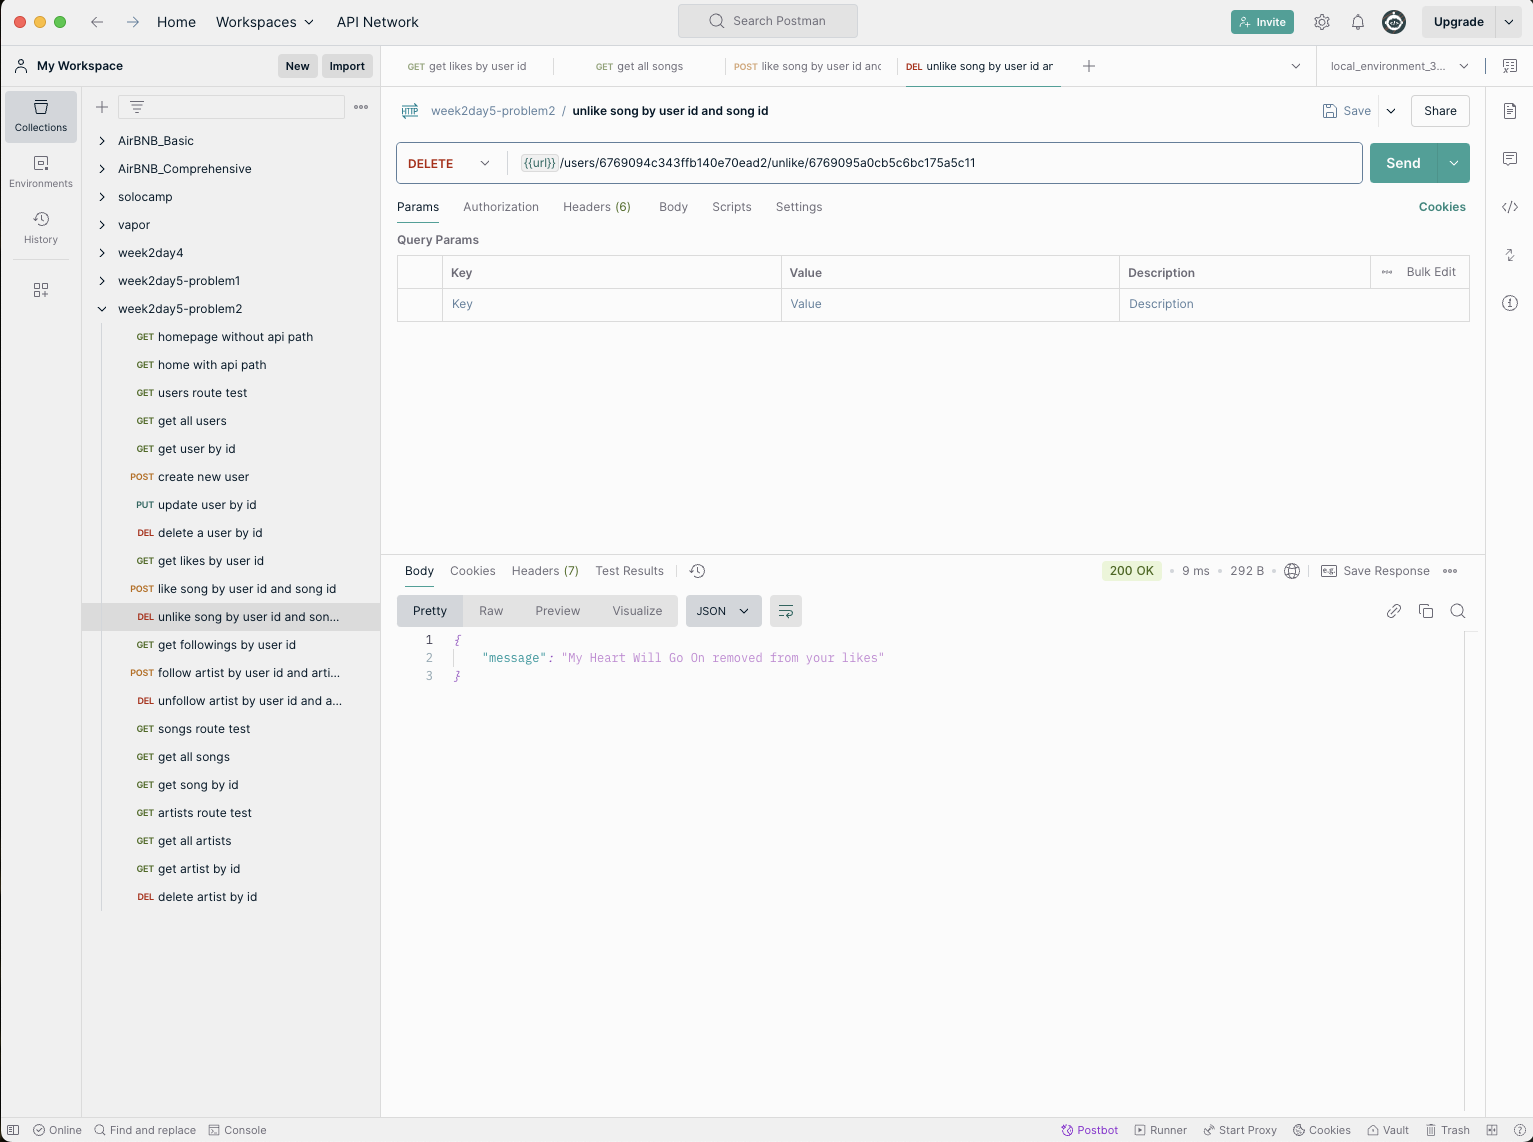 Home
Workspaces
API Network
Search Postman
Invite
Upgrade
My Workspace
New
Import
GET get likes by user id
GET get all songs
POST like song by user id and
DEL unlike song by user id ar
local_environment_3...
Collections
Environments
History
AirBNB_Basic
AirBNB_Comprehensive
solocamp
vapor
week2day4
week2day5-problem1
week2day5-problem2
GET homepage without api path
GET home with api path
GET users route test
GET get all users
GET get user by id
POST create new user
PUT update user by id
DEL delete a user by id
GET get likes by user id
POST like song by user id and song id
DEL unlike song by user id and son...
GET get followings by user id
POST follow artist by user id and arti...
DEL unfollow artist by user id and a...
GET songs route test
GET get all songs
GET get song by id
GET artists route test
GET get all artists
GET get artist by id
DEL delete artist by id
HTTP week2day5-problem2 / unlike song by user id and song id
Save
Share
DELETE
{{url}}/users/6769094c343ffb140e70ead2/unlike/6769095a0cb5c6bc175a5c11
Send
Params Authorization Headers (6) Body Scripts Settings
Cookies
Query Params
Key Value Description Bulk Edit
Key Value Description
Body Cookies Headers (7) Test Results
200 OK • 9 ms • 292 B
e.g. Save Response
Pretty Raw Preview Visualize
JSON
1 {
2 "message": "My Heart Will Go On removed from your likes"
3 }
Online
Find and replace
Console
Postbot
Runner
Start Proxy
Cookies
Vault
Trash